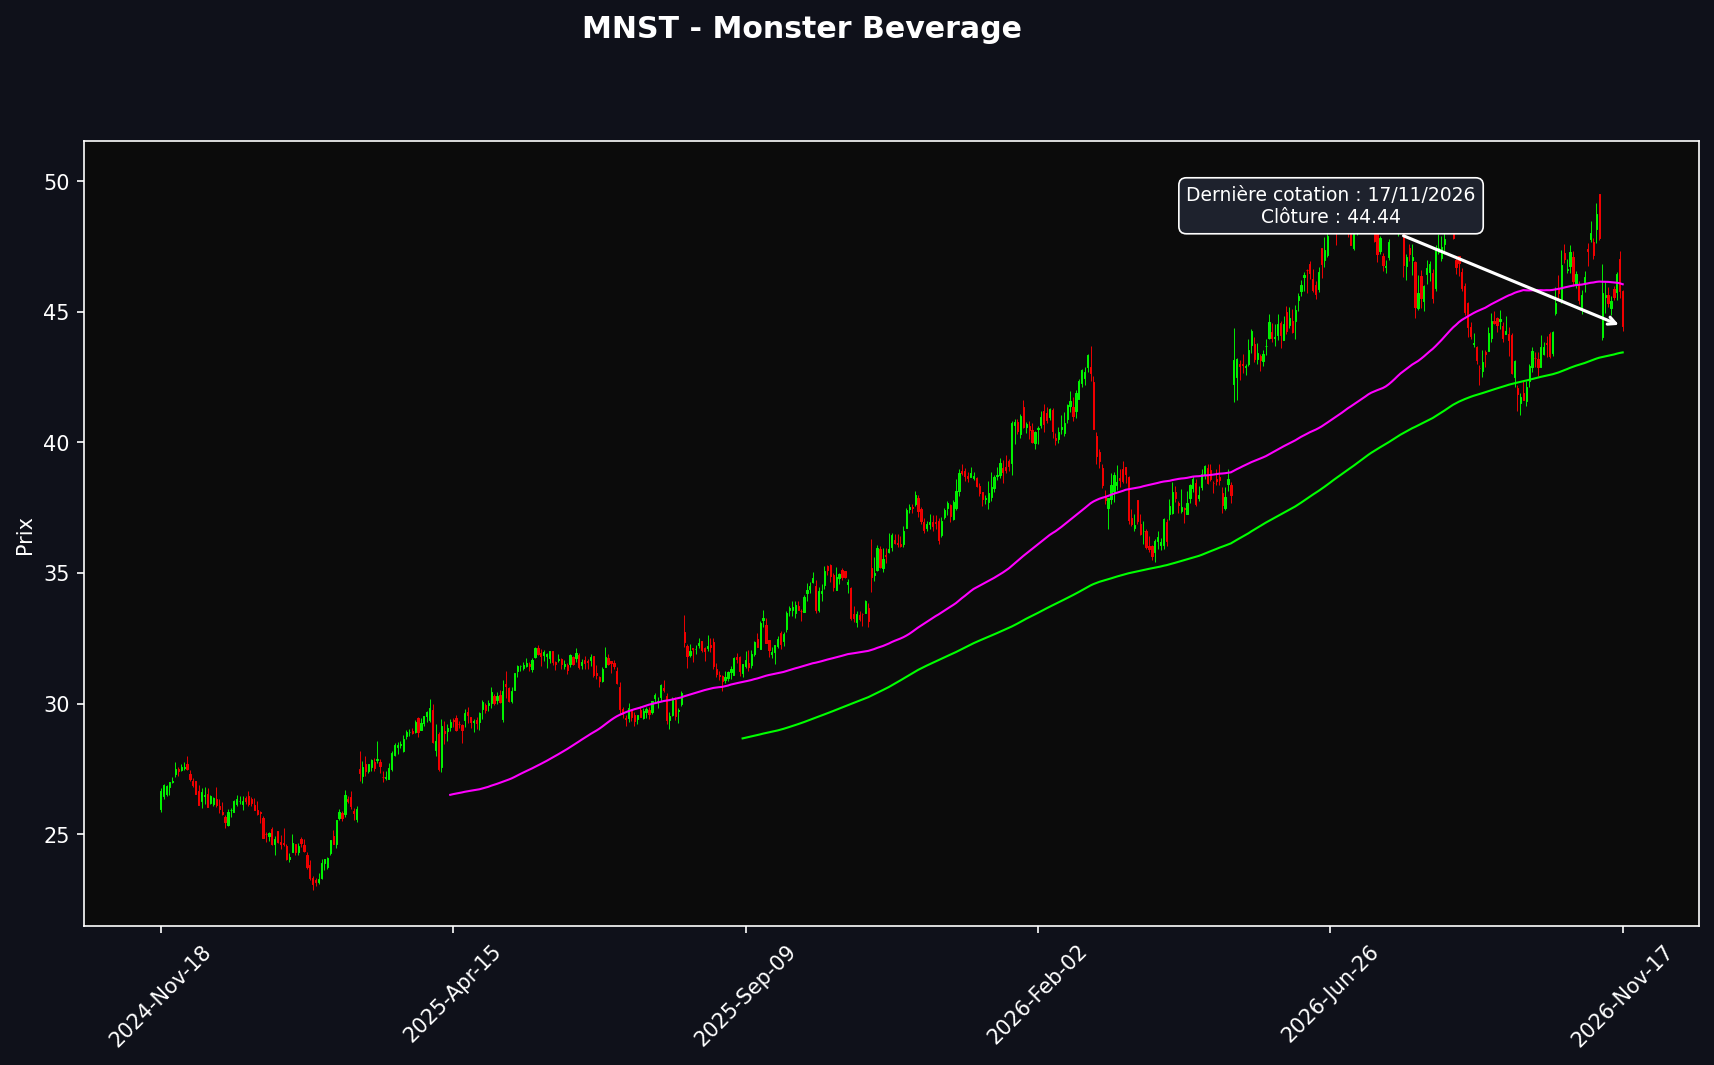 MNST - Monster Beverage
Dernière cotation : 17/11/2026
Clôture : 44.44
Prix
50
45
40
35
30
25
2024-Nov-18
2025-Apr-15
2025-Sep-09
2026-Feb-02
2026-Jun-26
2026-Nov-17